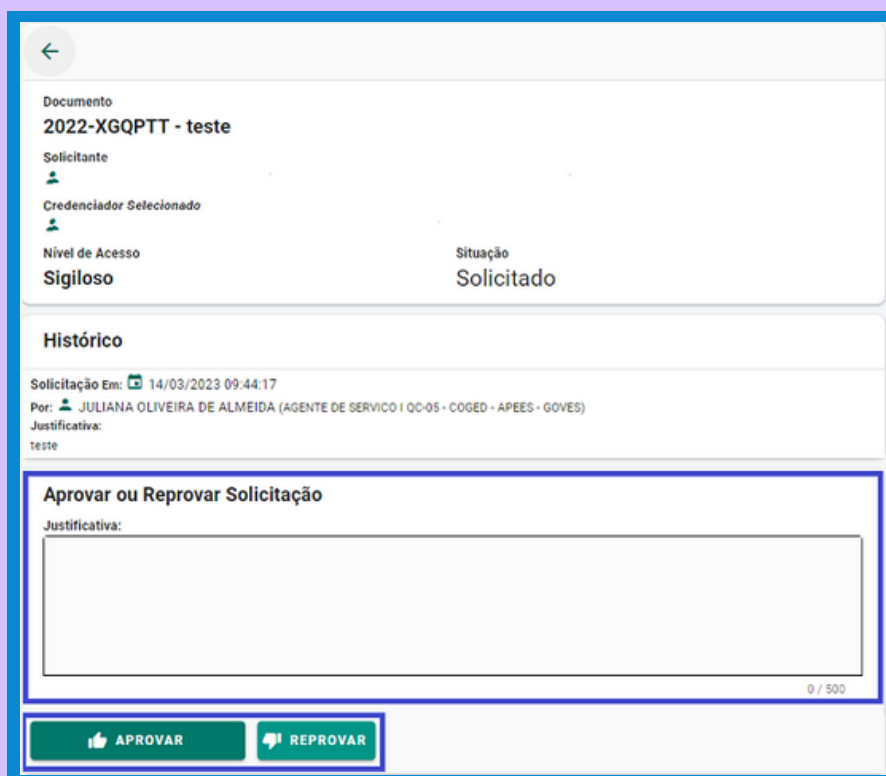 Documento
2022-XGQPTT - teste
Solicitante
Credenciador Selecionado
Nível de Acesso
Sigiloso
Situação
Solicitado
Histórico
Solicitação Em: 14/03/2023 09:44:17
Por: JULIANA OLIVEIRA DE ALMEIDA (AGENTE DE SERVICO I QC-05 - COGED - APEES - GOVES)
Justificativa:
teste
Aprovar ou Reprovar Solicitação
Justificativa:
0 / 500
APROVAR
REPROVAR